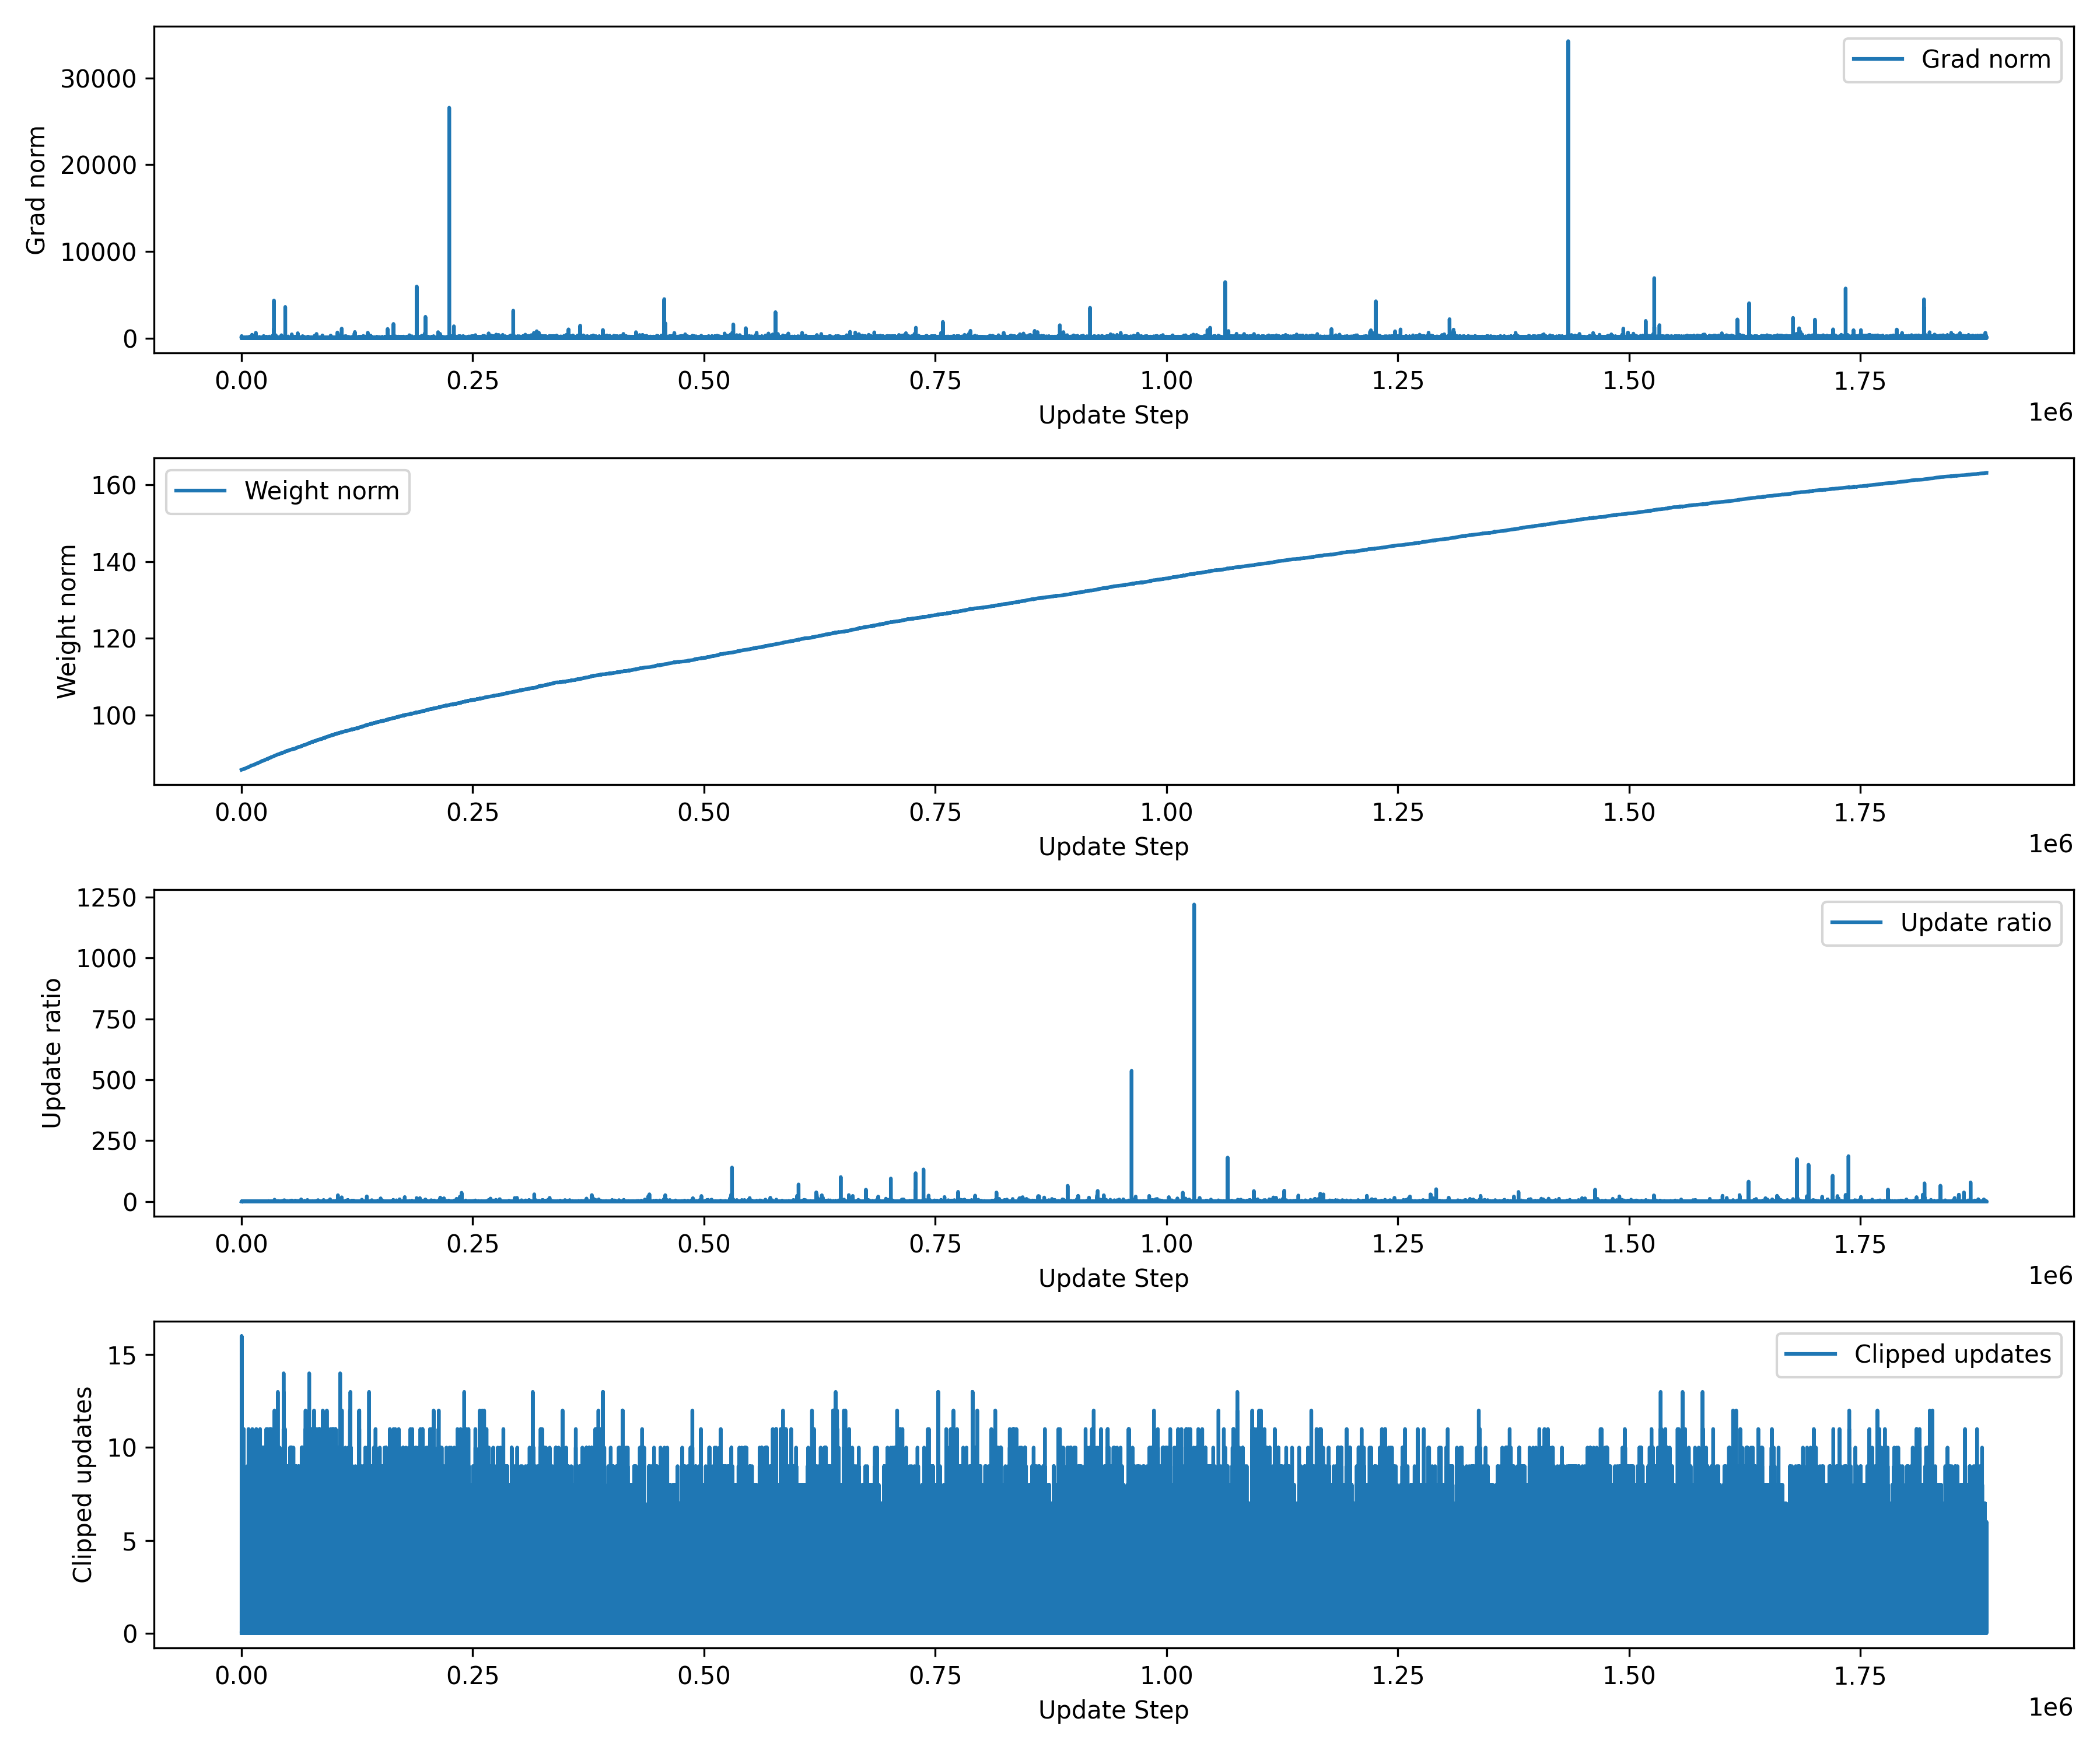 Grad norm
30000
20000
10000
0
Grad norm
0.00 0.25 0.50 0.75 1.00 1.25 1.50 1.75
Update Step
1e6
Weight norm
160
140
120
100
Weight norm
0.00 0.25 0.50 0.75 1.00 1.25 1.50 1.75
Update Step
1e6
Update ratio
1250
1000
750
500
250
0
Update ratio
0.00 0.25 0.50 0.75 1.00 1.25 1.50 1.75
Update Step
1e6
Clipped updates
15
10
5
0
Clipped updates
0.00 0.25 0.50 0.75 1.00 1.25 1.50 1.75
Update Step
1e6